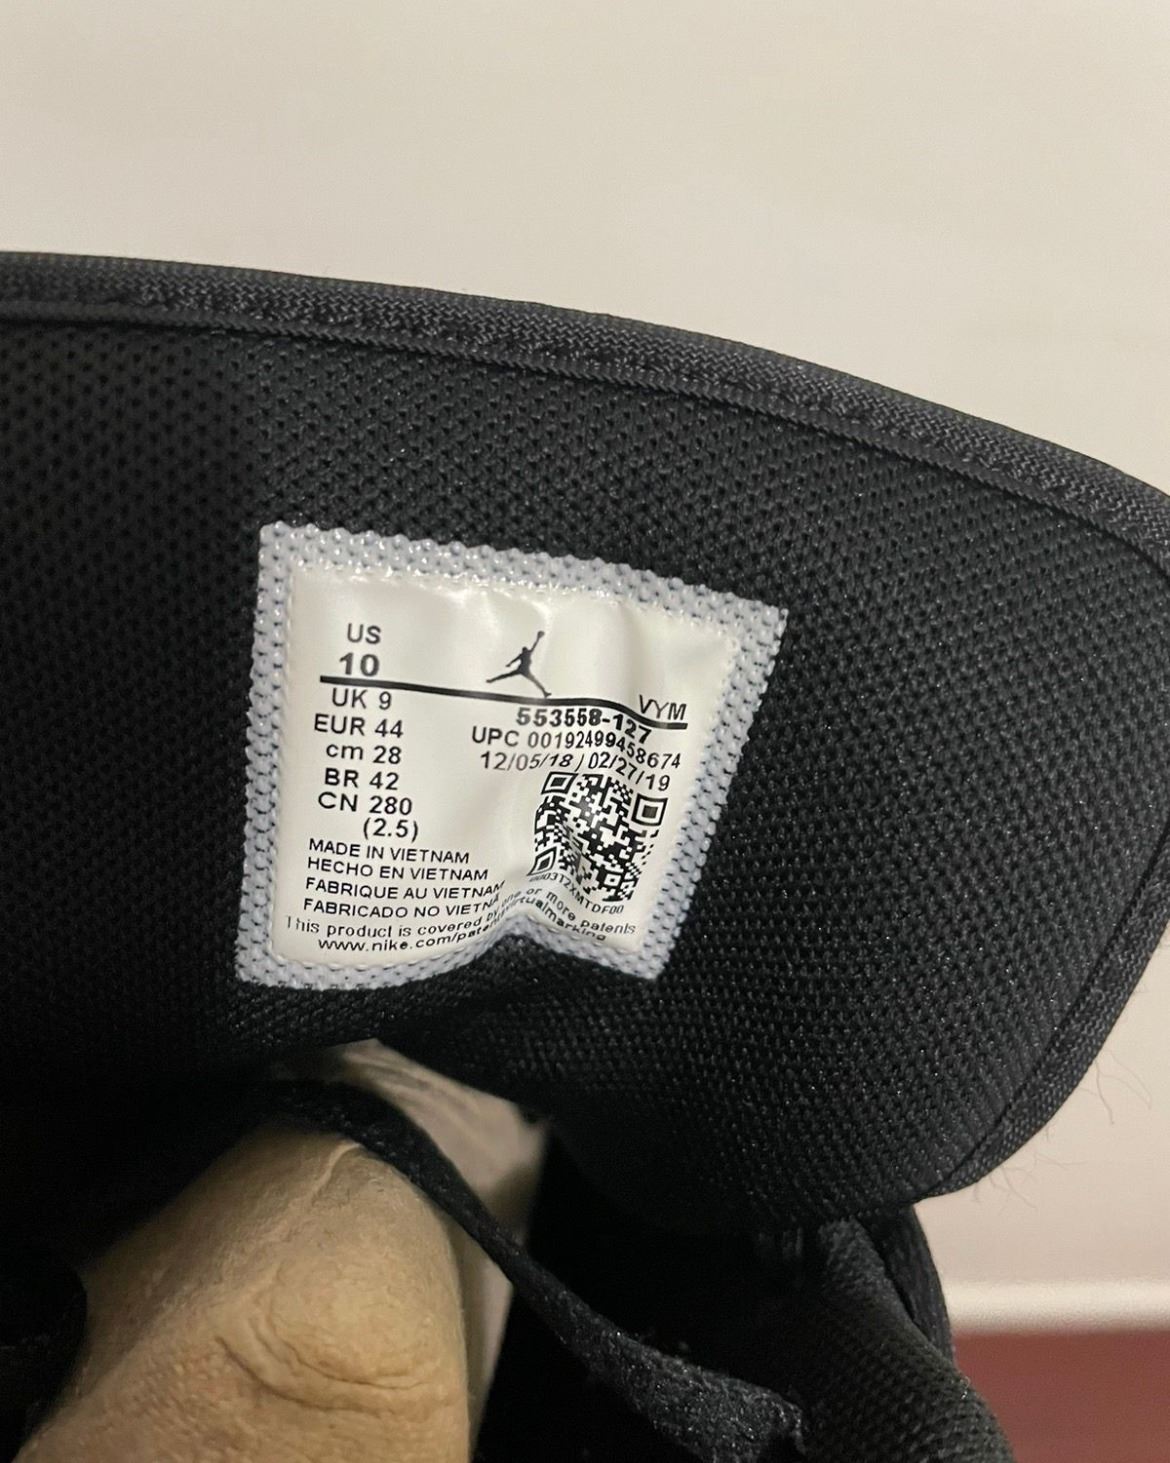 US
10
UK 9
EUR 44
cm 28
BR 42
CN 280
(2.5)
VYM
553558-127
UPC 00192499458674
12/05/18 02/27/19
MADE IN VIETNAM
HECHO EN VIETNAM
FABRIQUE AU VIETNAM
FABRICADO NO VIETNA
This product is covered by one or more patents
www.nike.com/patentsvirtualmarking